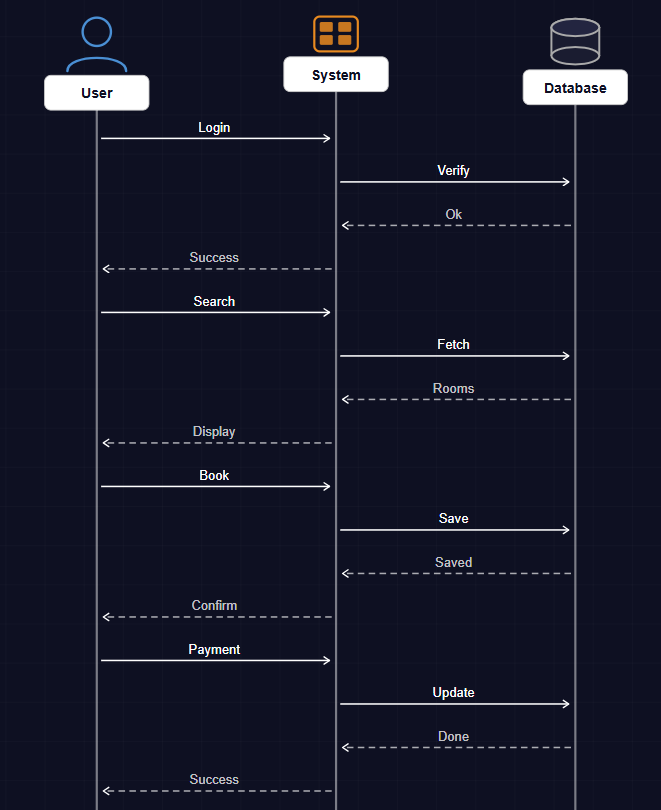 User
System
Database
Login
Verify
Ok
Success
Search
Fetch
Rooms
Display
Book
Save
Saved
Confirm
Payment
Update
Done
Success